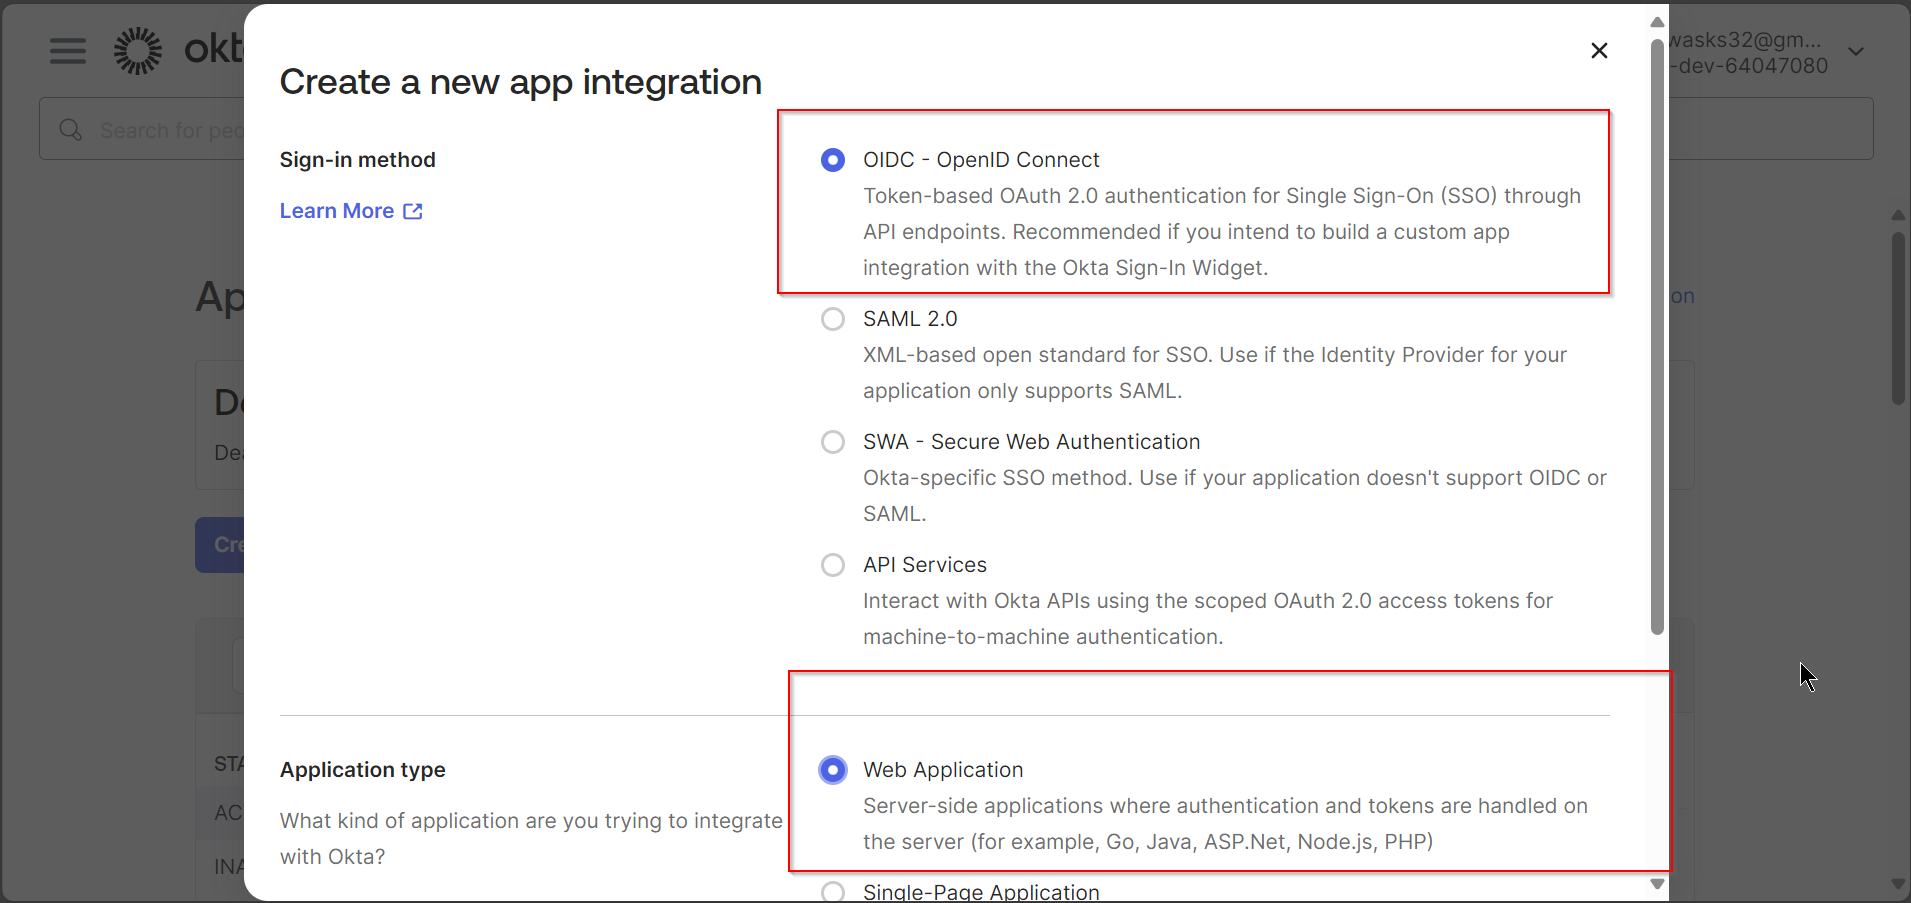 okt
wasks32@gm...
-dev-64047080
Search for peo
Create a new app integration
Sign-in method
Learn More
OIDC - OpenID Connect
Token-based OAuth 2.0 authentication for Single Sign-On (SSO) through
API endpoints. Recommended if you intend to build a custom app
integration with the Okta Sign-In Widget.
SAML 2.0
XML-based open standard for SSO. Use if the Identity Provider for your
application only supports SAML.
SWA - Secure Web Authentication
Okta-specific SSO method. Use if your application doesn't support OIDC or
SAML.
API Services
Interact with Okta APIs using the scoped OAuth 2.0 access tokens for
machine-to-machine authentication.
Application type
What kind of application are you trying to integrate
with Okta?
Web Application
Server-side applications where authentication and tokens are handled on
the server (for example, Go, Java, ASP.Net, Node.js, PHP)
Single-Page Application
Ap
on
De
Dea
Cre
STA
AC
INA